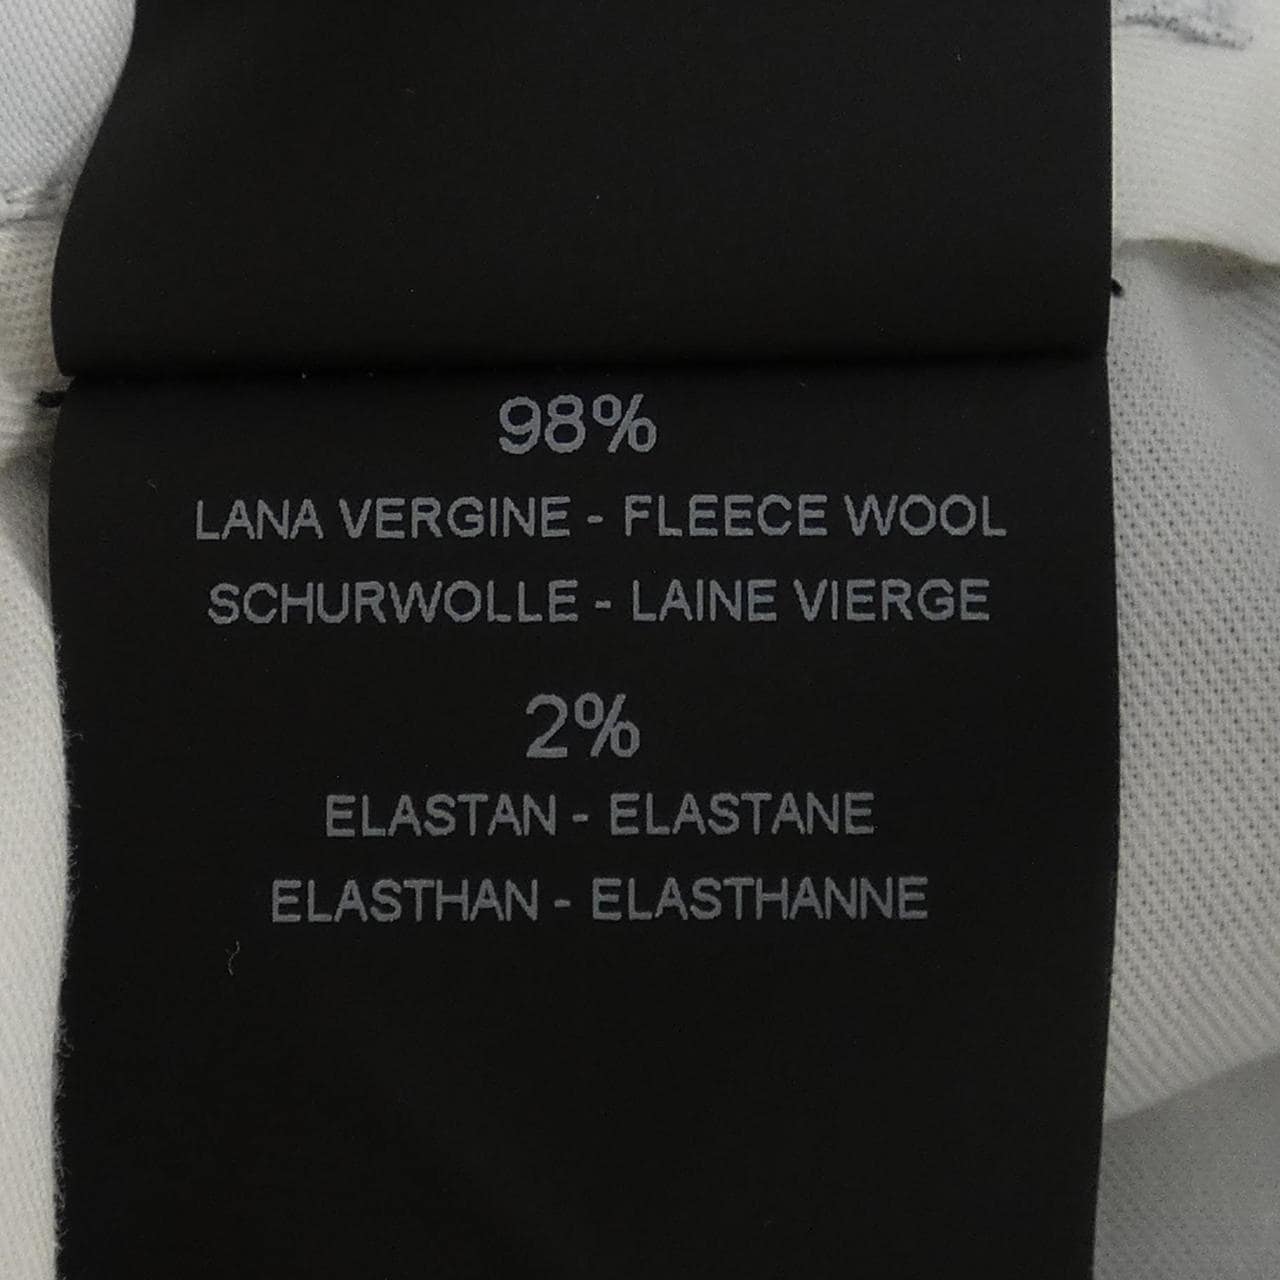 98%
LANA VERGINE - FLEECE WOOL
SCHURWOLLE - LAINE VIERGE
2%
ELASTAN - ELASTANE
ELASTHAN - ELASTHANNE